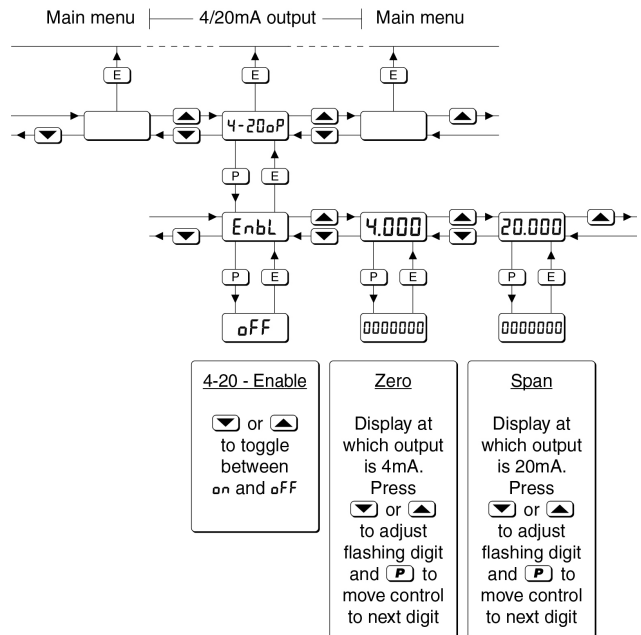 Main menu 4/20mA output Main menu
E E E
4-20oP
P E
EnbL 4.000 20.000
P E P E P E
oFF 0000000 0000000
4-20 - Enable
or
to toggle
between
on and oFF
Zero
Display at
which output
is 4mA.
Press
or
to adjust
flashing digit
and P to
move control
to next digit
Span
Display at
which output
is 20mA.
Press
or
to adjust
flashing digit
and P to
move control
to next digit